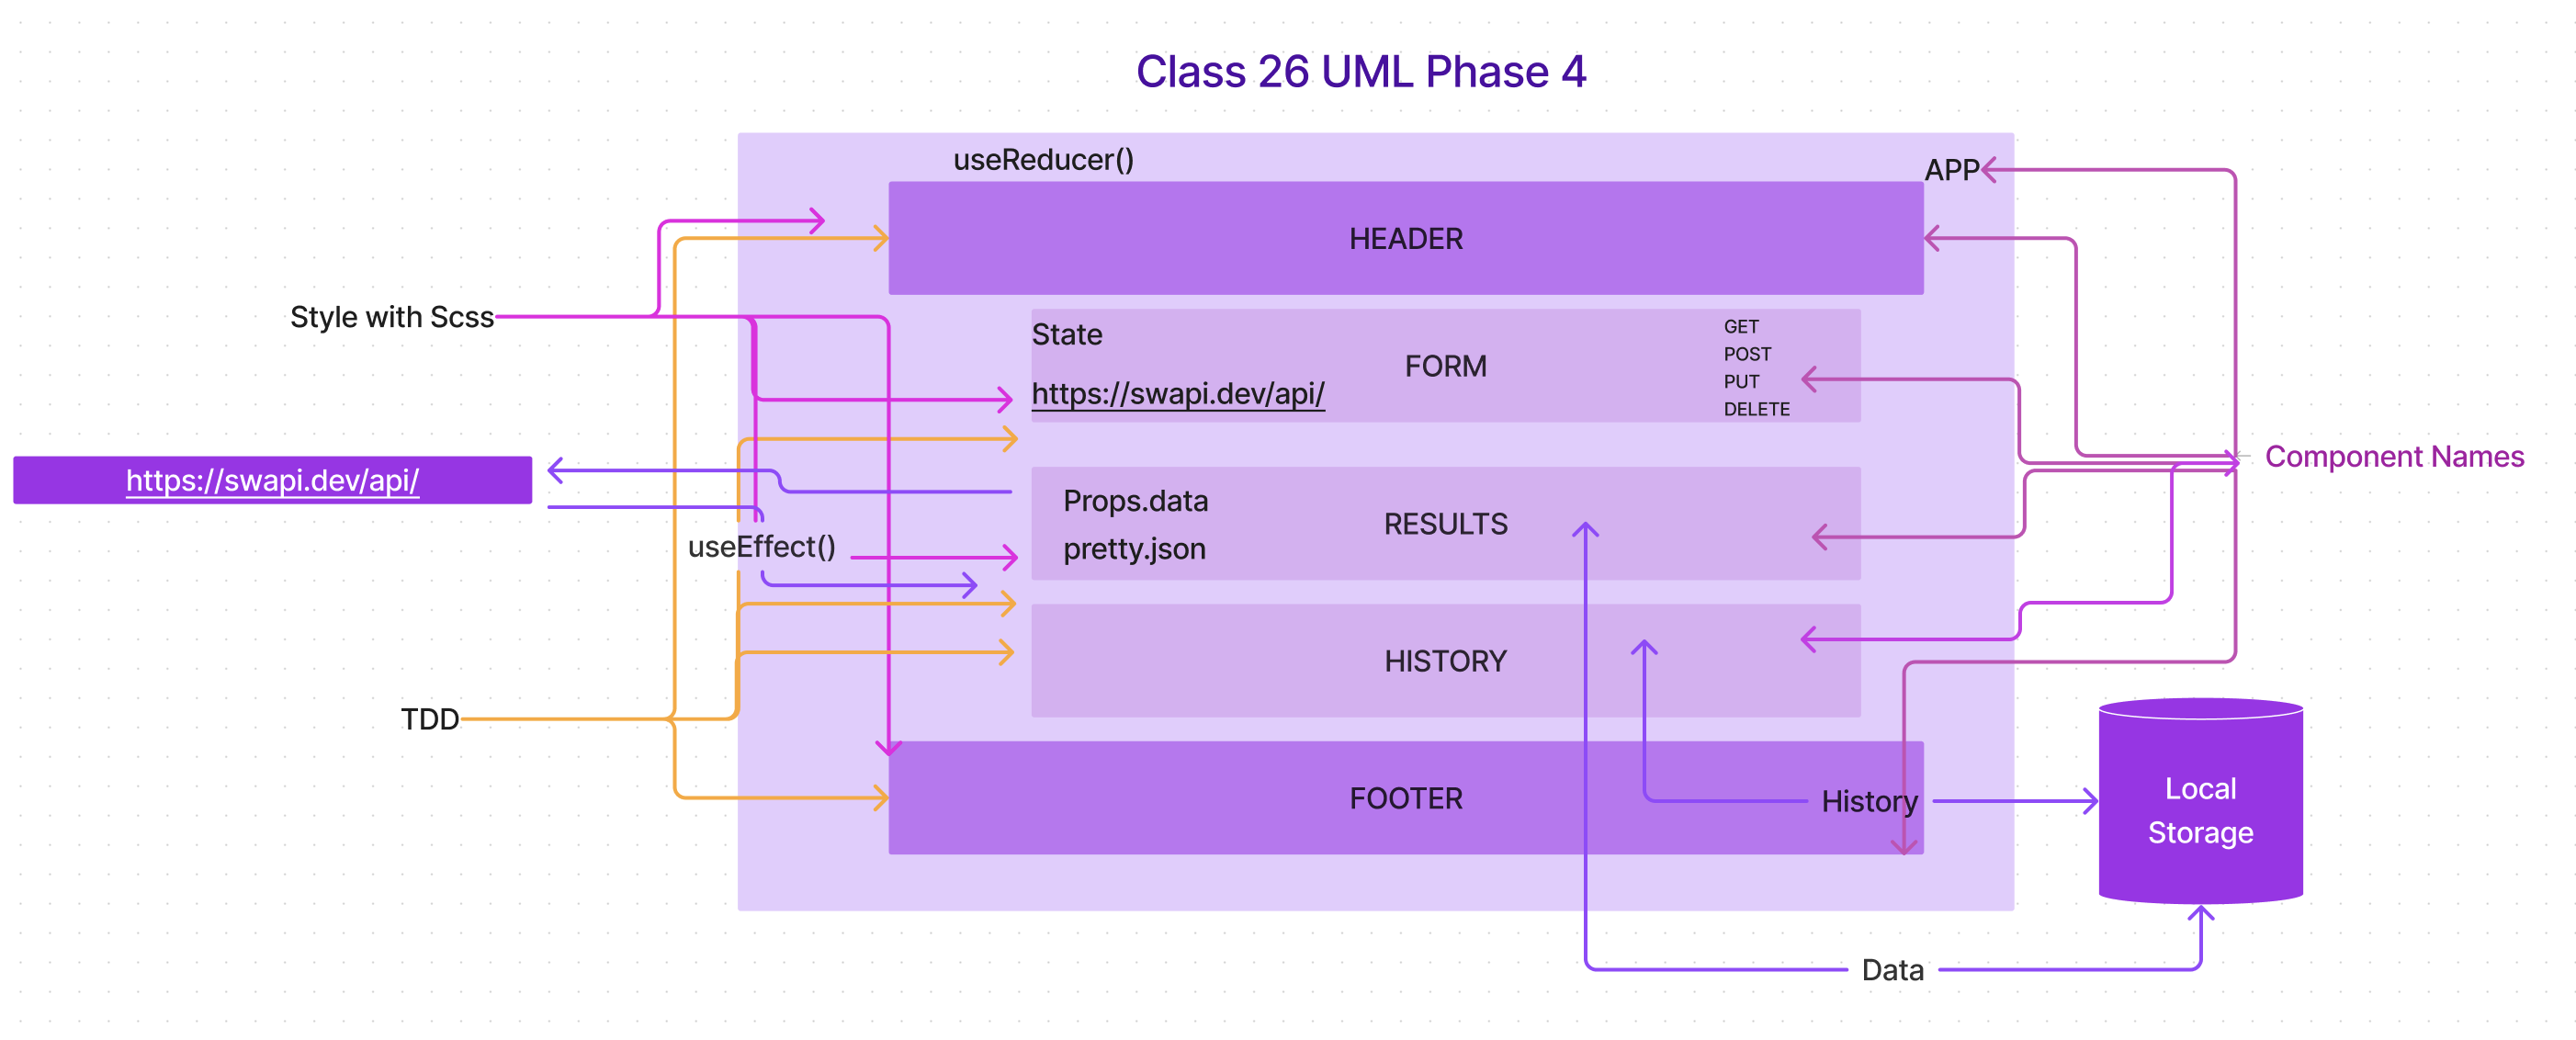 Class 26 UML Phase 4
useReducer()
APP
HEADER
Style with Scss
State
FORM
GET
POST
PUT
DELETE
https://swapi.dev/api/
Component Names
https://swapi.dev/api/
Props.data
RESULTS
pretty.json
useEffect()
HISTORY
TDD
FOOTER
History
Local
Storage
Data